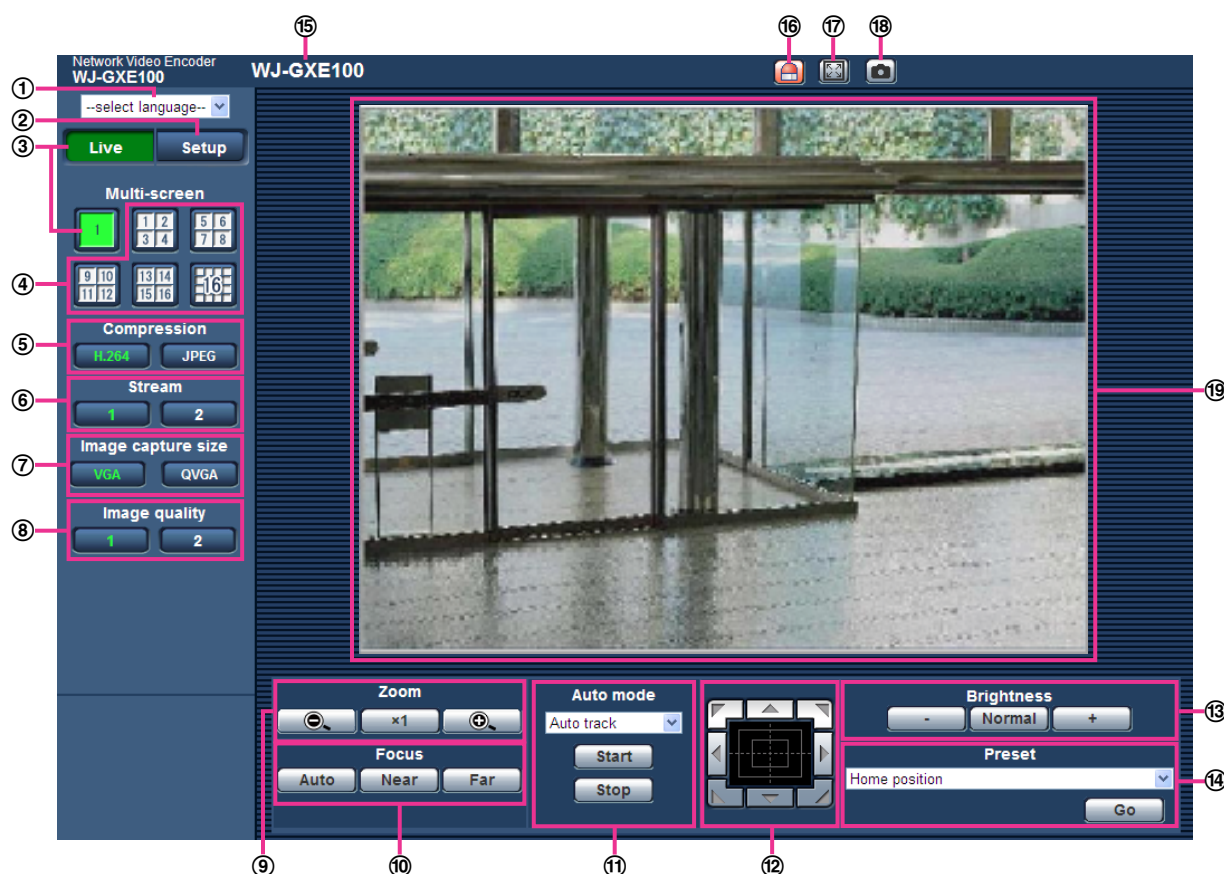 ⑮ ⑯ ⑰ ⑱
Network Video Encoder
WJ-GXE100
WJ-GXE100
①
--select language--
②
③
Live Setup
Multi-screen
1
1 2
3 4
5 6
7 8
④
9 10
11 12
13 14
15 16
16
Compression
⑤
H.264 JPEG
Stream
⑥
1 2
⑲
Image capture size
⑦
VGA QVGA
Image quality
⑧
1 2
Zoom
×1
⑨
Focus
Auto Near Far
⑩
Auto mode
Auto track
Start
Stop
⑪
⑫
Brightness
- Normal +
⑬
Preset
Home position
⑭
Go